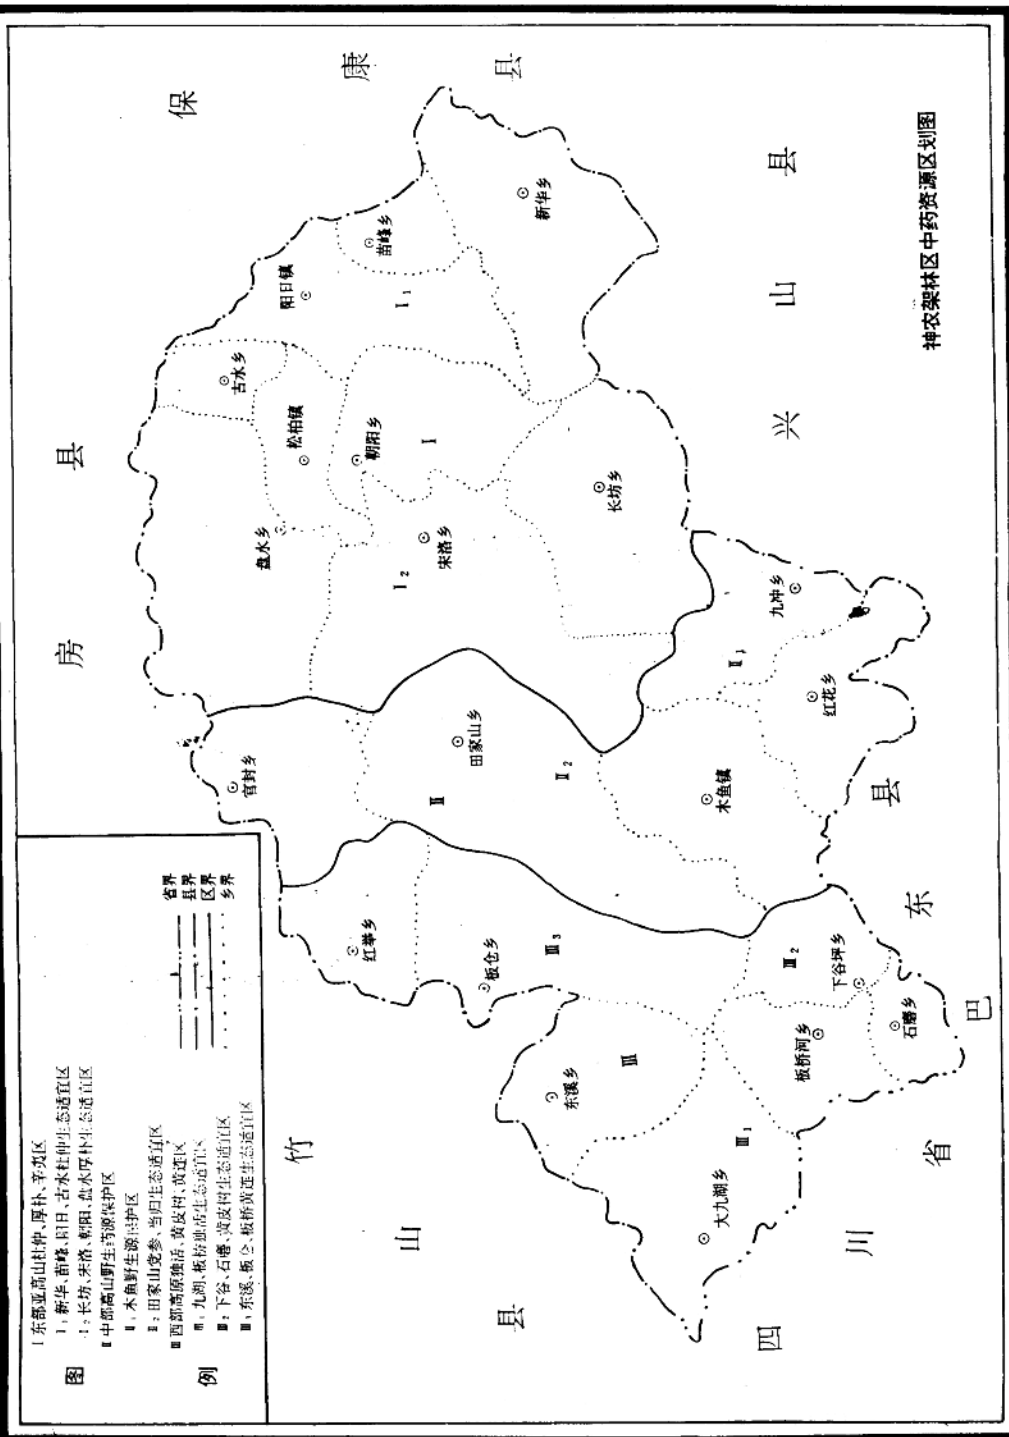 神农架林区中药资源区划图
保康县
房县
竹山县
兴山县
巴东县
四川省
新华乡
苗峰乡
阳日镇
Ⅰ₁
古水乡
松柏镇
朝阳乡
Ⅰ
盘水乡
宋洛乡
Ⅰ₂
长坊乡
九冲乡
Ⅱ₁
红花乡
官封乡
田家山乡
Ⅱ
Ⅱ₂
木鱼镇
红举乡
板仓乡
Ⅲ₃
Ⅲ₂
下谷坪乡
石磨乡
板桥河乡
东溪乡
Ⅲ
Ⅲ₁
大九湖乡
图例
Ⅰ东部亚高山杜仲、厚朴、辛夷区
Ⅰ₁新华、苗峰、阳日、古水杜仲生态适宜区
Ⅰ₂长坊、宋洛、朝阳、盘水厚朴生态适宜区
Ⅱ中部高山野生药源保护区
Ⅱ₁木鱼野生源保护区
Ⅱ₂田家山党参、当归生态适宜区
Ⅲ西部高原独活、黄皮树、黄连区
Ⅲ₁九湖、板桥独活生态适宜区
Ⅲ₂下谷、石磨、黄皮树生态适宜区
Ⅲ₃东溪、板仓、板桥黄连生态适宜区
省界
县界
区界
乡界